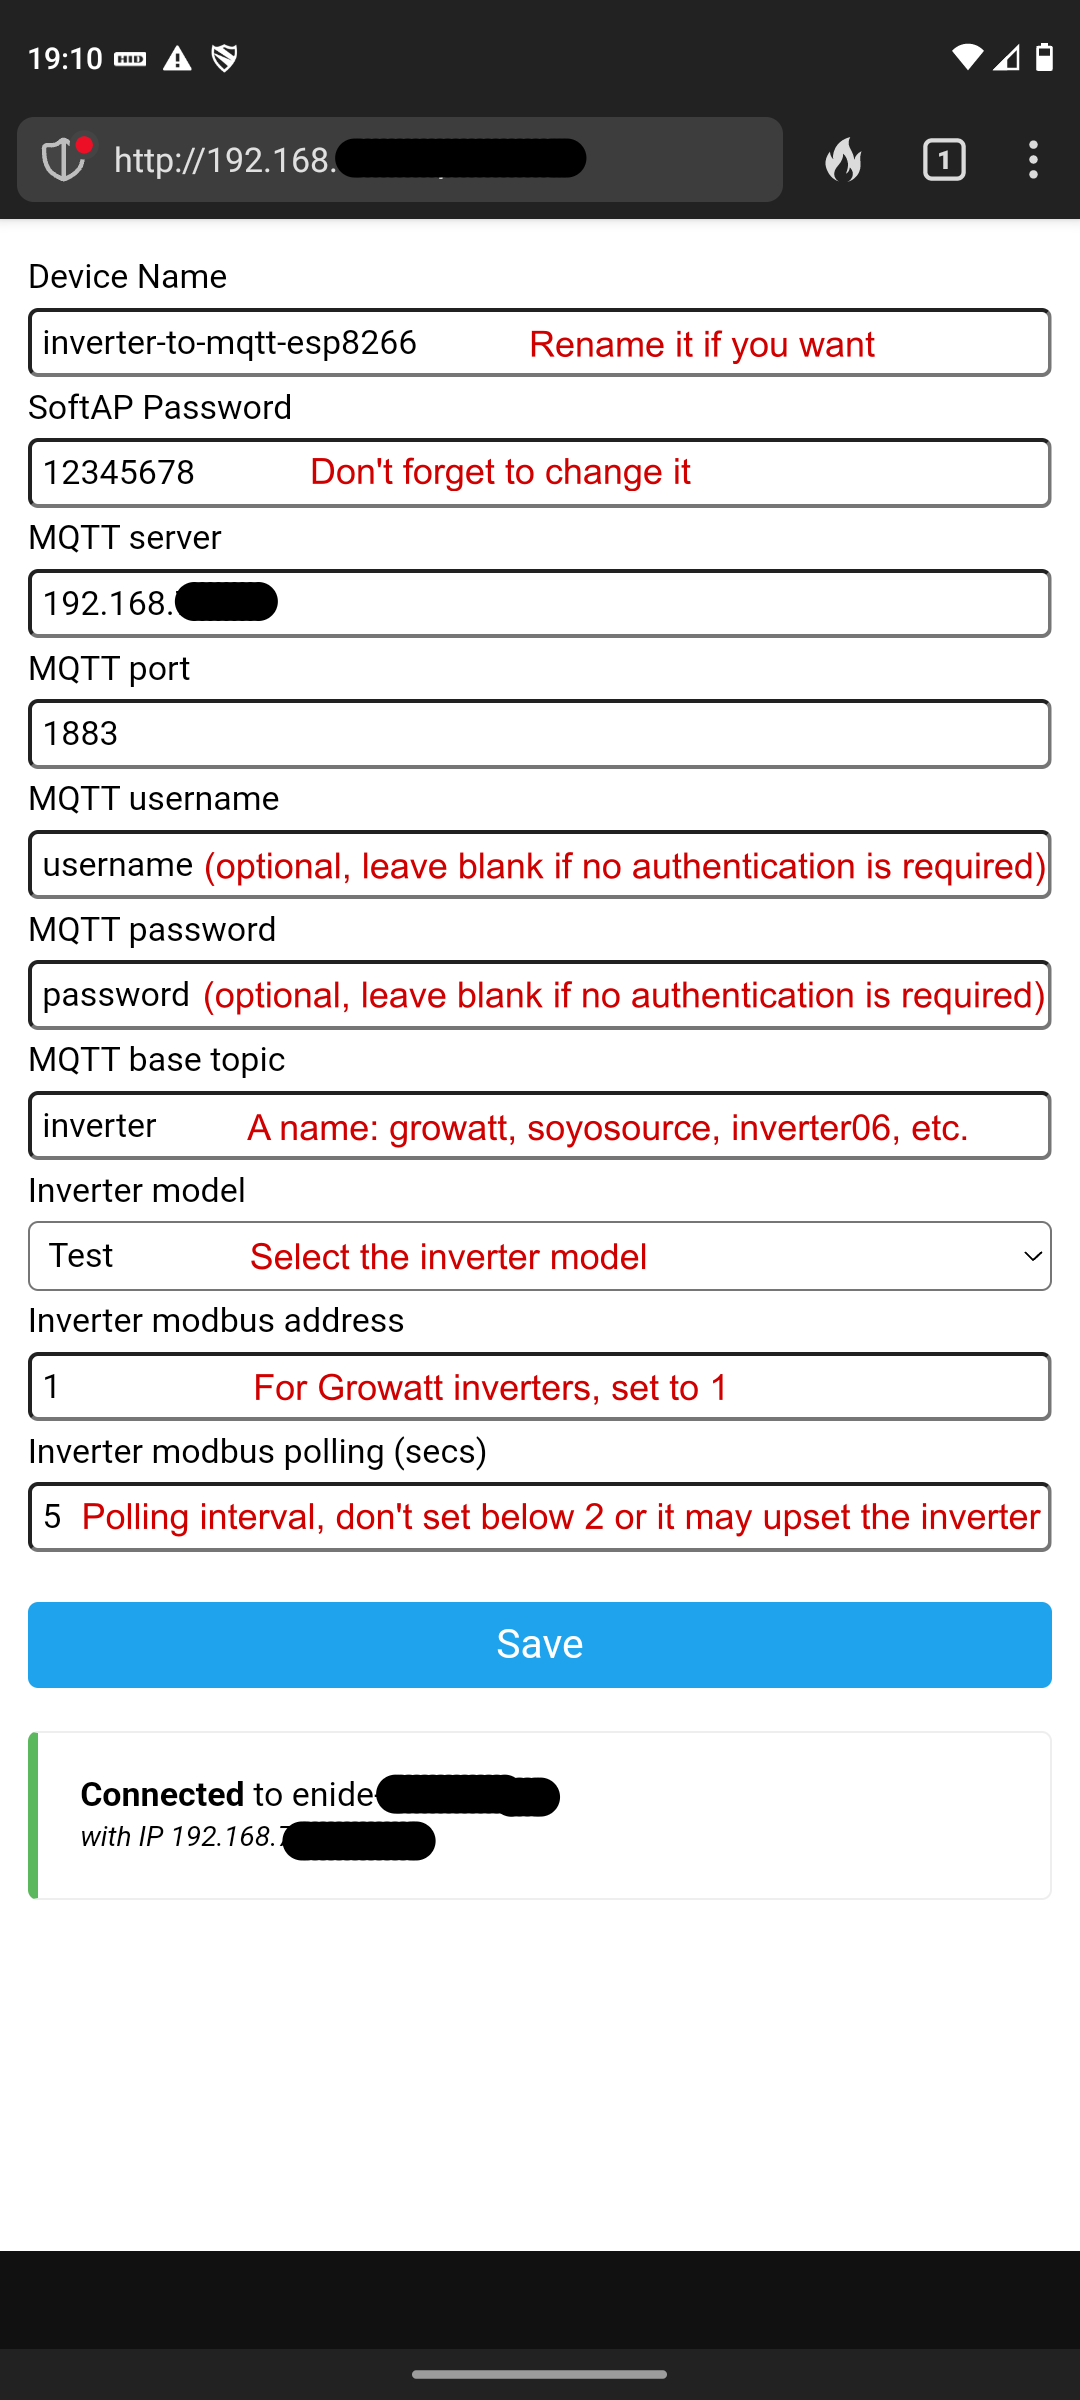 19:10
http://192.168.
1
Device Name
inverter-to-mqtt-esp8266 Rename it if you want
SoftAP Password
12345678 Don't forget to change it
MQTT server
192.168.
MQTT port
1883
MQTT username
username (optional, leave blank if no authentication is required)
MQTT password
password (optional, leave blank if no authentication is required)
MQTT base topic
inverter A name: growatt, soyosource, inverter06, etc.
Inverter model
Test Select the inverter model
Inverter modbus address
1 For Growatt inverters, set to 1
Inverter modbus polling (secs)
5 Polling interval, don't set below 2 or it may upset the inverter
Save
Connected to enide
with IP 192.168.